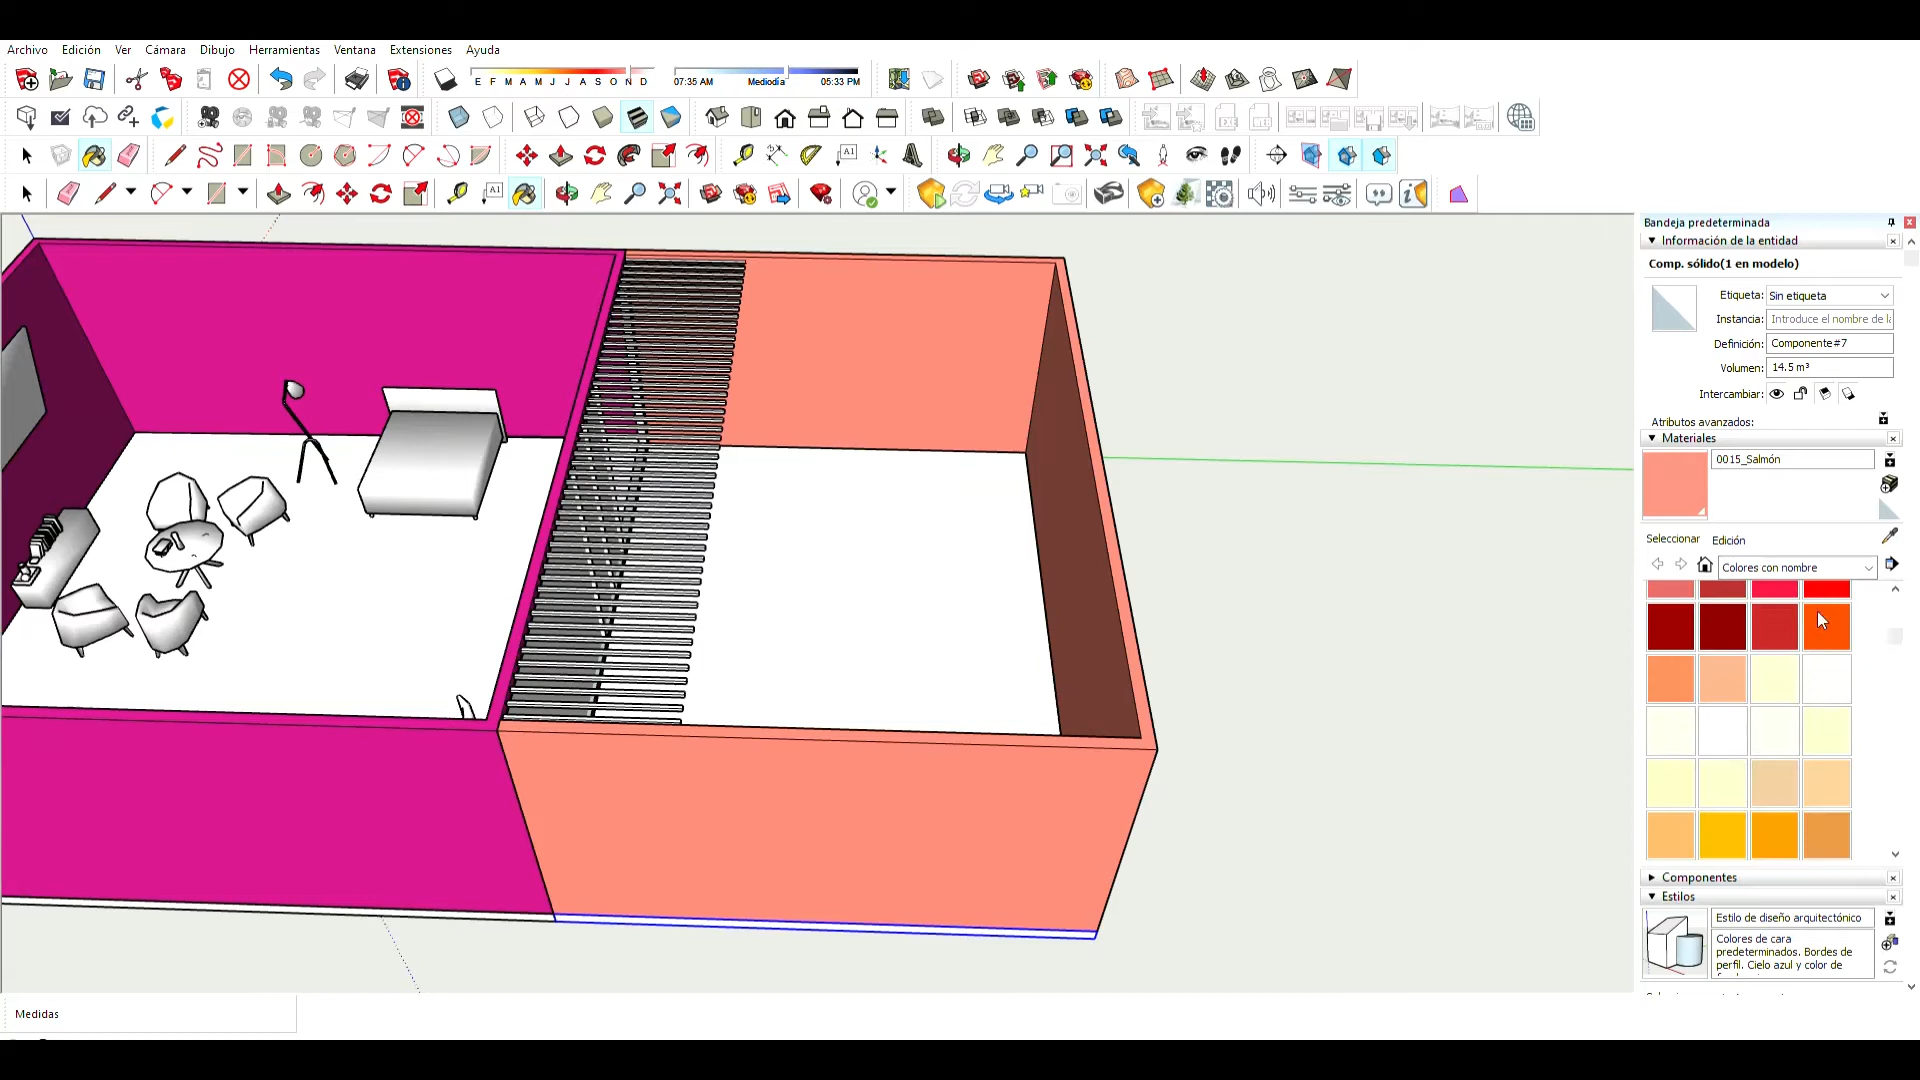 Archivo Edición Ver Cámara Dibujo Herramientas Ventana Extensiones Ayuda
E F M A M J J A S O N D
07:35 AM Mediodía 05:33 PM
A1
A1
Bandeja predeterminada
Información de la entidad
Comp. sólido(1 en modelo)
Etiqueta: Sin etiqueta
Instancia: Introduce el nombre de la
Definición: Componente#7
Volumen: 14.5 m³
Intercambiar:
Atributos avanzados:
Materiales
0015_Salmón
Seleccionar Edición
Colores con nombre
Componentes
Estilos
Estilo de diseño arquitectónico
Colores de cara
predeterminados. Bordes de
perfil. Cielo azul y color de
Medidas